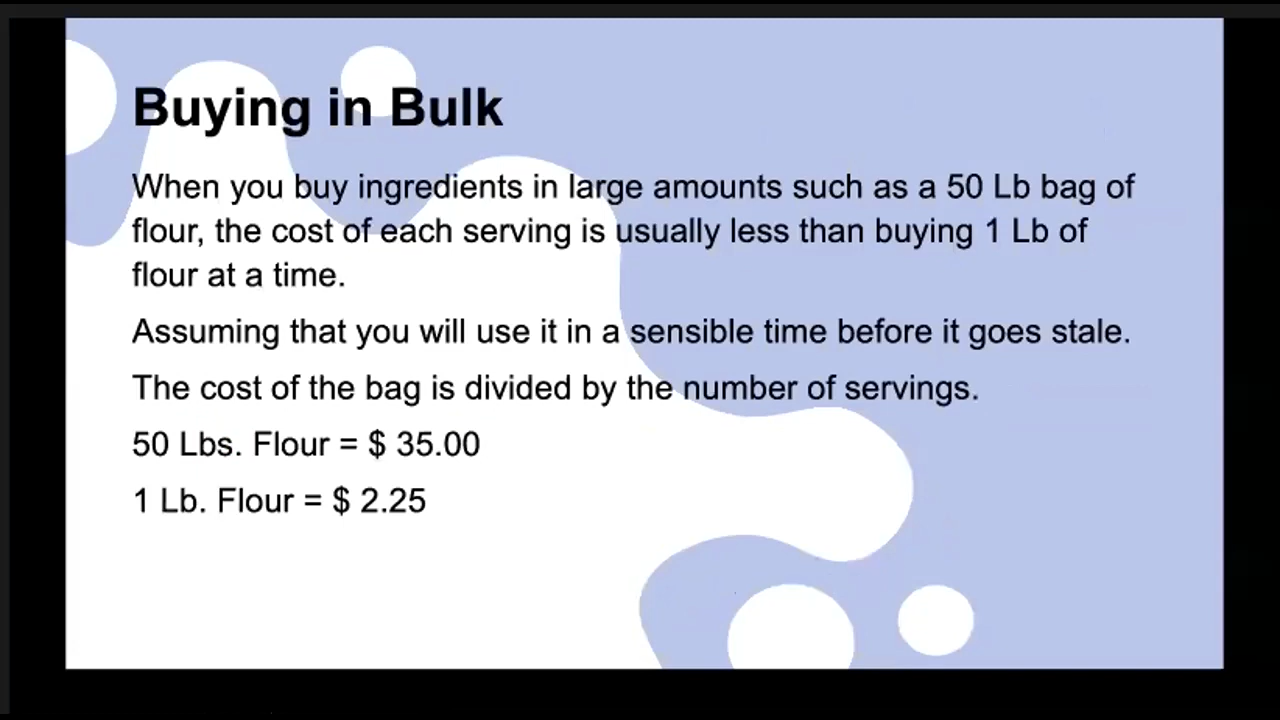 Buying in Bulk
When you buy ingredients in large amounts such as a 50 Lb bag of
flour, the cost of each serving is usually less than buying 1 Lb of
flour at a time.
Assuming that you will use it in a sensible time before it goes stale.
The cost of the bag is divided by the number of servings.
50 Lbs. Flour = $ 35.00
1 Lb. Flour = $ 2.25